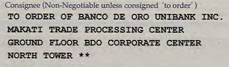 Consignee (Non-Negotiable unless consigned `to order')
TO ORDER OF BANCO DE ORO UNIBANK INC.
MAKATI TRADE PROCESSING CENTER
GROUND FLOOR BDO CORPORATE CENTER
NORTH TOWER **